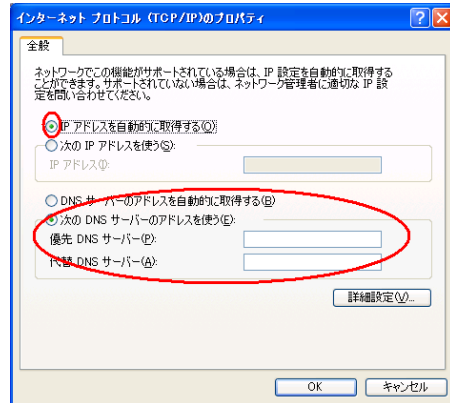 インターネット プロトコル (TCP/IP)のプロパティ
全般
ネットワークでこの機能がサポートされている場合は、IP 設定を自動的に取得する
ことができます。サポートされていない場合は、ネットワーク管理者に適切な IP 設
定を問い合わせてください。
IP アドレスを自動的に取得する(O)
次の IP アドレスを使う(S):
IP アドレス(I):
DNS サーバーのアドレスを自動的に取得する(B)
次の DNS サーバーのアドレスを使う(E):
優先 DNS サーバー(P):
代替 DNS サーバー(A):
詳細設定(V)...
OK
キャンセル